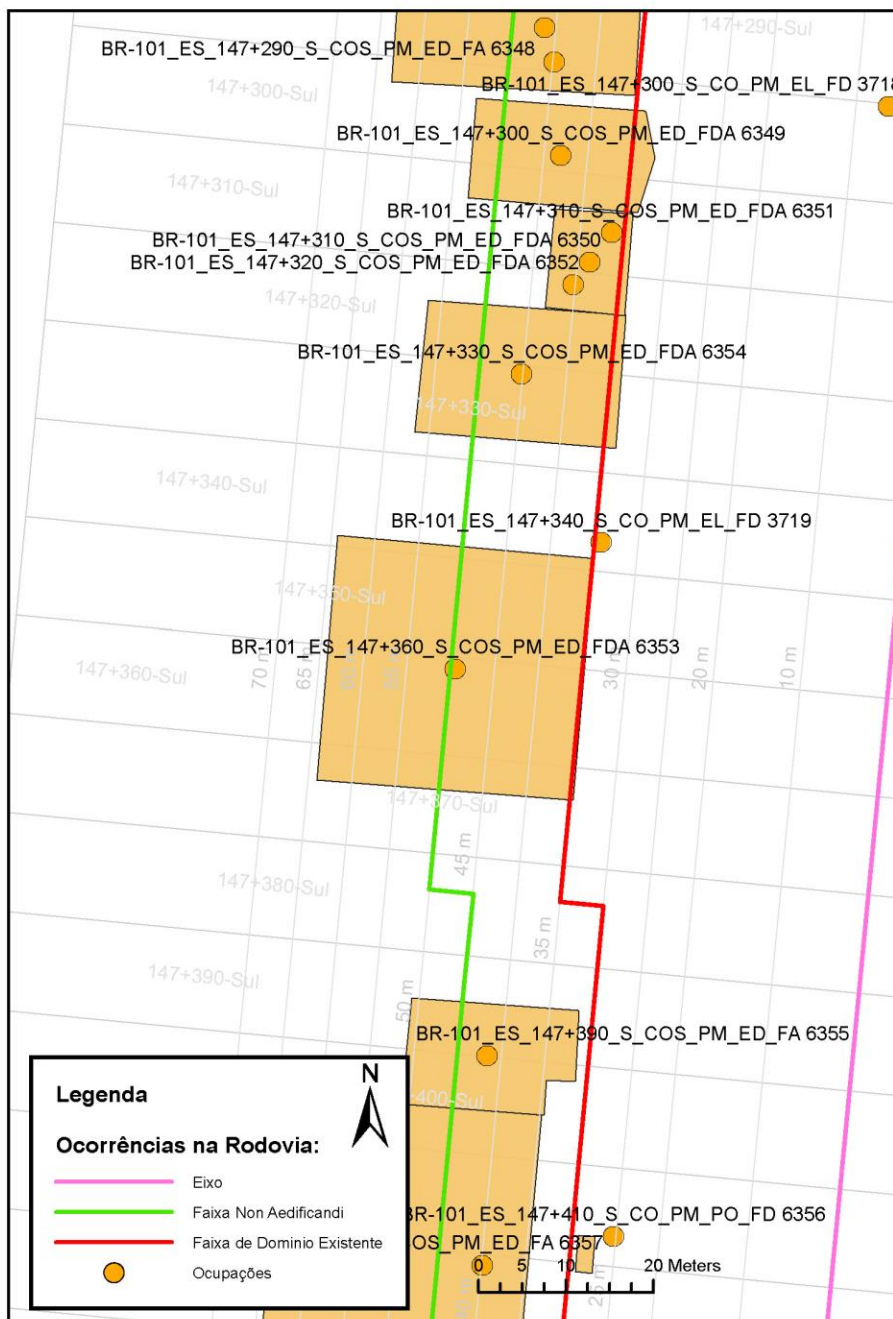 147+290-Sul
BR-101_ES_147+290_S_COS_PM_ED_FA 6348
BR-101_ES_147+300_S_CO_PM_EL_FD 3718
147+300-Sul
BR-101_ES_147+300_S_COS_PM_ED_FDA 6349
147+310-Sul
BR-101_ES_147+310_S_COS_PM_ED_FDA 6351
BR-101_ES_147+310_S_COS_PM_ED_FDA 6350
BR-101_ES_147+320_S_COS_PM_ED_FDA 6352
147+320-Sul
BR-101_ES_147+330_S_COS_PM_ED_FDA 6354
147+330-Sul
147+340-Sul
BR-101_ES_147+340_S_CO_PM_EL_FD 3719
147+350-Sul
BR-101_ES_147+360_S_COS_PM_ED_FDA 6353
147+360-Sul
70 m
65 m
30 m
20 m
10 m
147+370-Sul
45 m
147+380-Sul
35 m
147+390-Sul
50 m
BR-101_ES_147+390_S_COS_PM_ED_FA 6355
+400-Sul
BR-101_ES_147+410_S_CO_PM_PO_FD 6356
COS_PM_ED_FA 6357
25 m
0 5 10 20 Meters
Legenda
N
Ocorrências na Rodovia:
Eixo
Faixa Non Aedificandi
Faixa de Dominio Existente
Ocupações